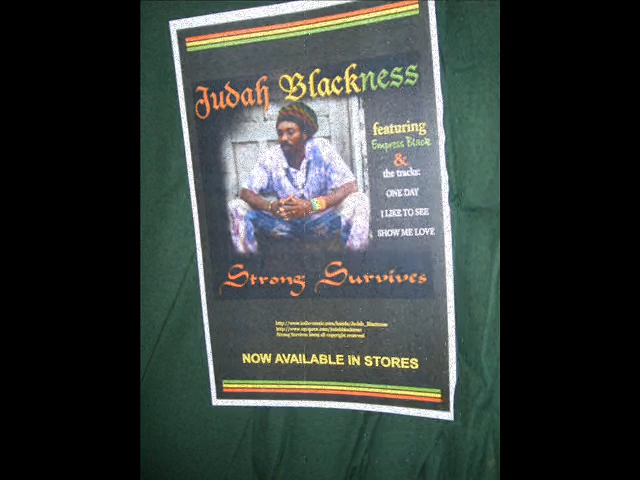 Judah Blackness
featuring
Empress Black
&
the tracks:
ONE DAY
I LIKE TO SEE
SHOW ME LOVE
Strong Survives
NOW AVAILABLE IN STORES